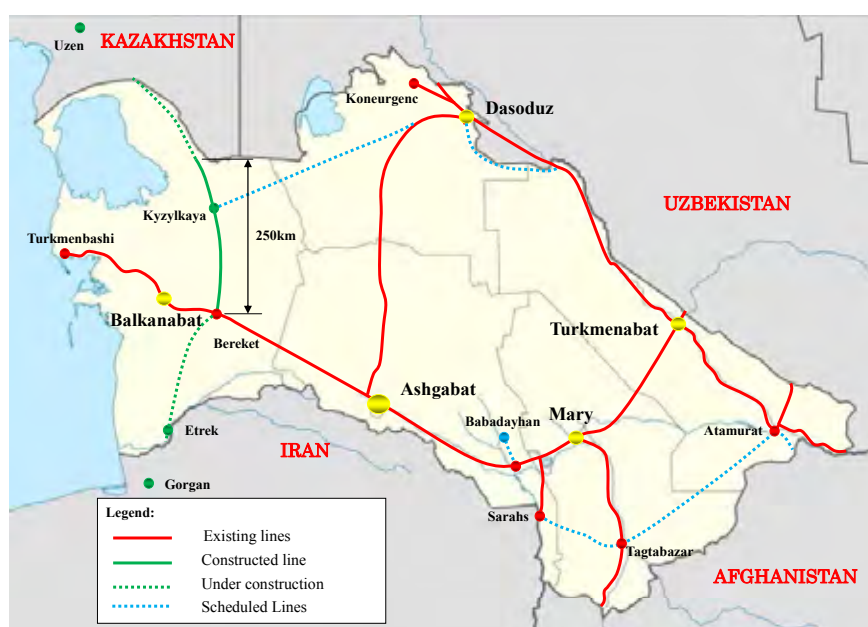 KAZAKHSTAN
Uzen
Koneurgenc
Dasoduz
UZBEKISTAN
Kyzylkaya
250km
Turkmenbashi
Balkanabat
Bereket
Turkmenabat
Ashgabat
Mary
Babadayhan
Atamurat
Etrek
IRAN
Gorgan
Sarahs
Tagtabazar
AFGHANISTAN
Legend:
Existing lines
Constructed line
Under construction
Scheduled Lines